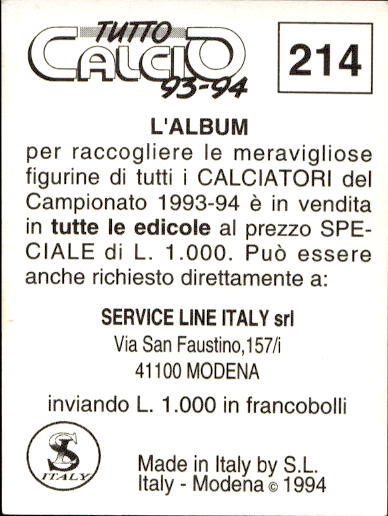 TUTTO
CALCIO
93-94
214
L'ALBUM
per raccogliere le meravigliose
figurine di tutti i CALCIATORI del
Campionato 1993-94 è in vendita
in tutte le edicole al prezzo SPE-
CIALE di L. 1.000. Può essere
anche richiesto direttamente a:
SERVICE LINE ITALY srl
Via San Faustino,157/i
41100 MODENA
inviando L. 1.000 in francobolli
SL
ITALY
Made in Italy by S.L.
Italy - Modena © 1994